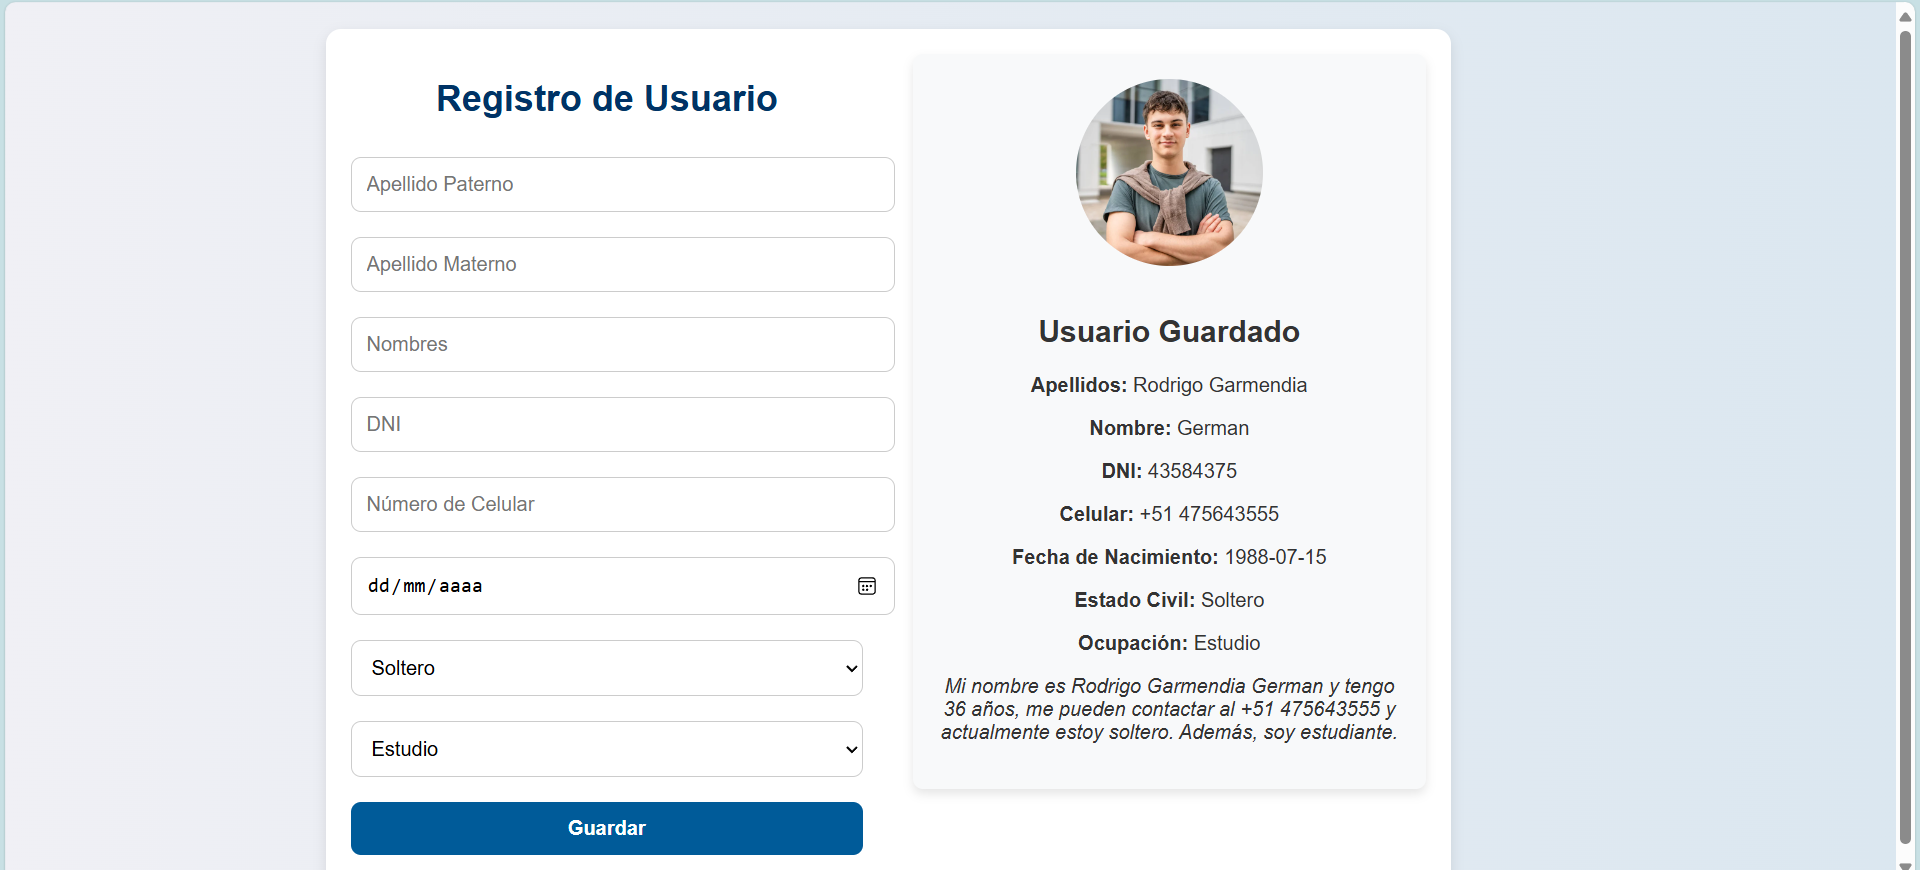 Registro de Usuario
Apellido Paterno
Apellido Materno
Nombres
DNI
Número de Celular
dd/mm/aaaa
Soltero
Estudio
Guardar
Usuario Guardado
Apellidos: Rodrigo Garmendia
Nombre: German
DNI: 43584375
Celular: +51 475643555
Fecha de Nacimiento: 1988-07-15
Estado Civil: Soltero
Ocupación: Estudio
Mi nombre es Rodrigo Garmendia German y tengo
36 años, me pueden contactar al +51 475643555 y
actualmente estoy soltero. Además, soy estudiante.